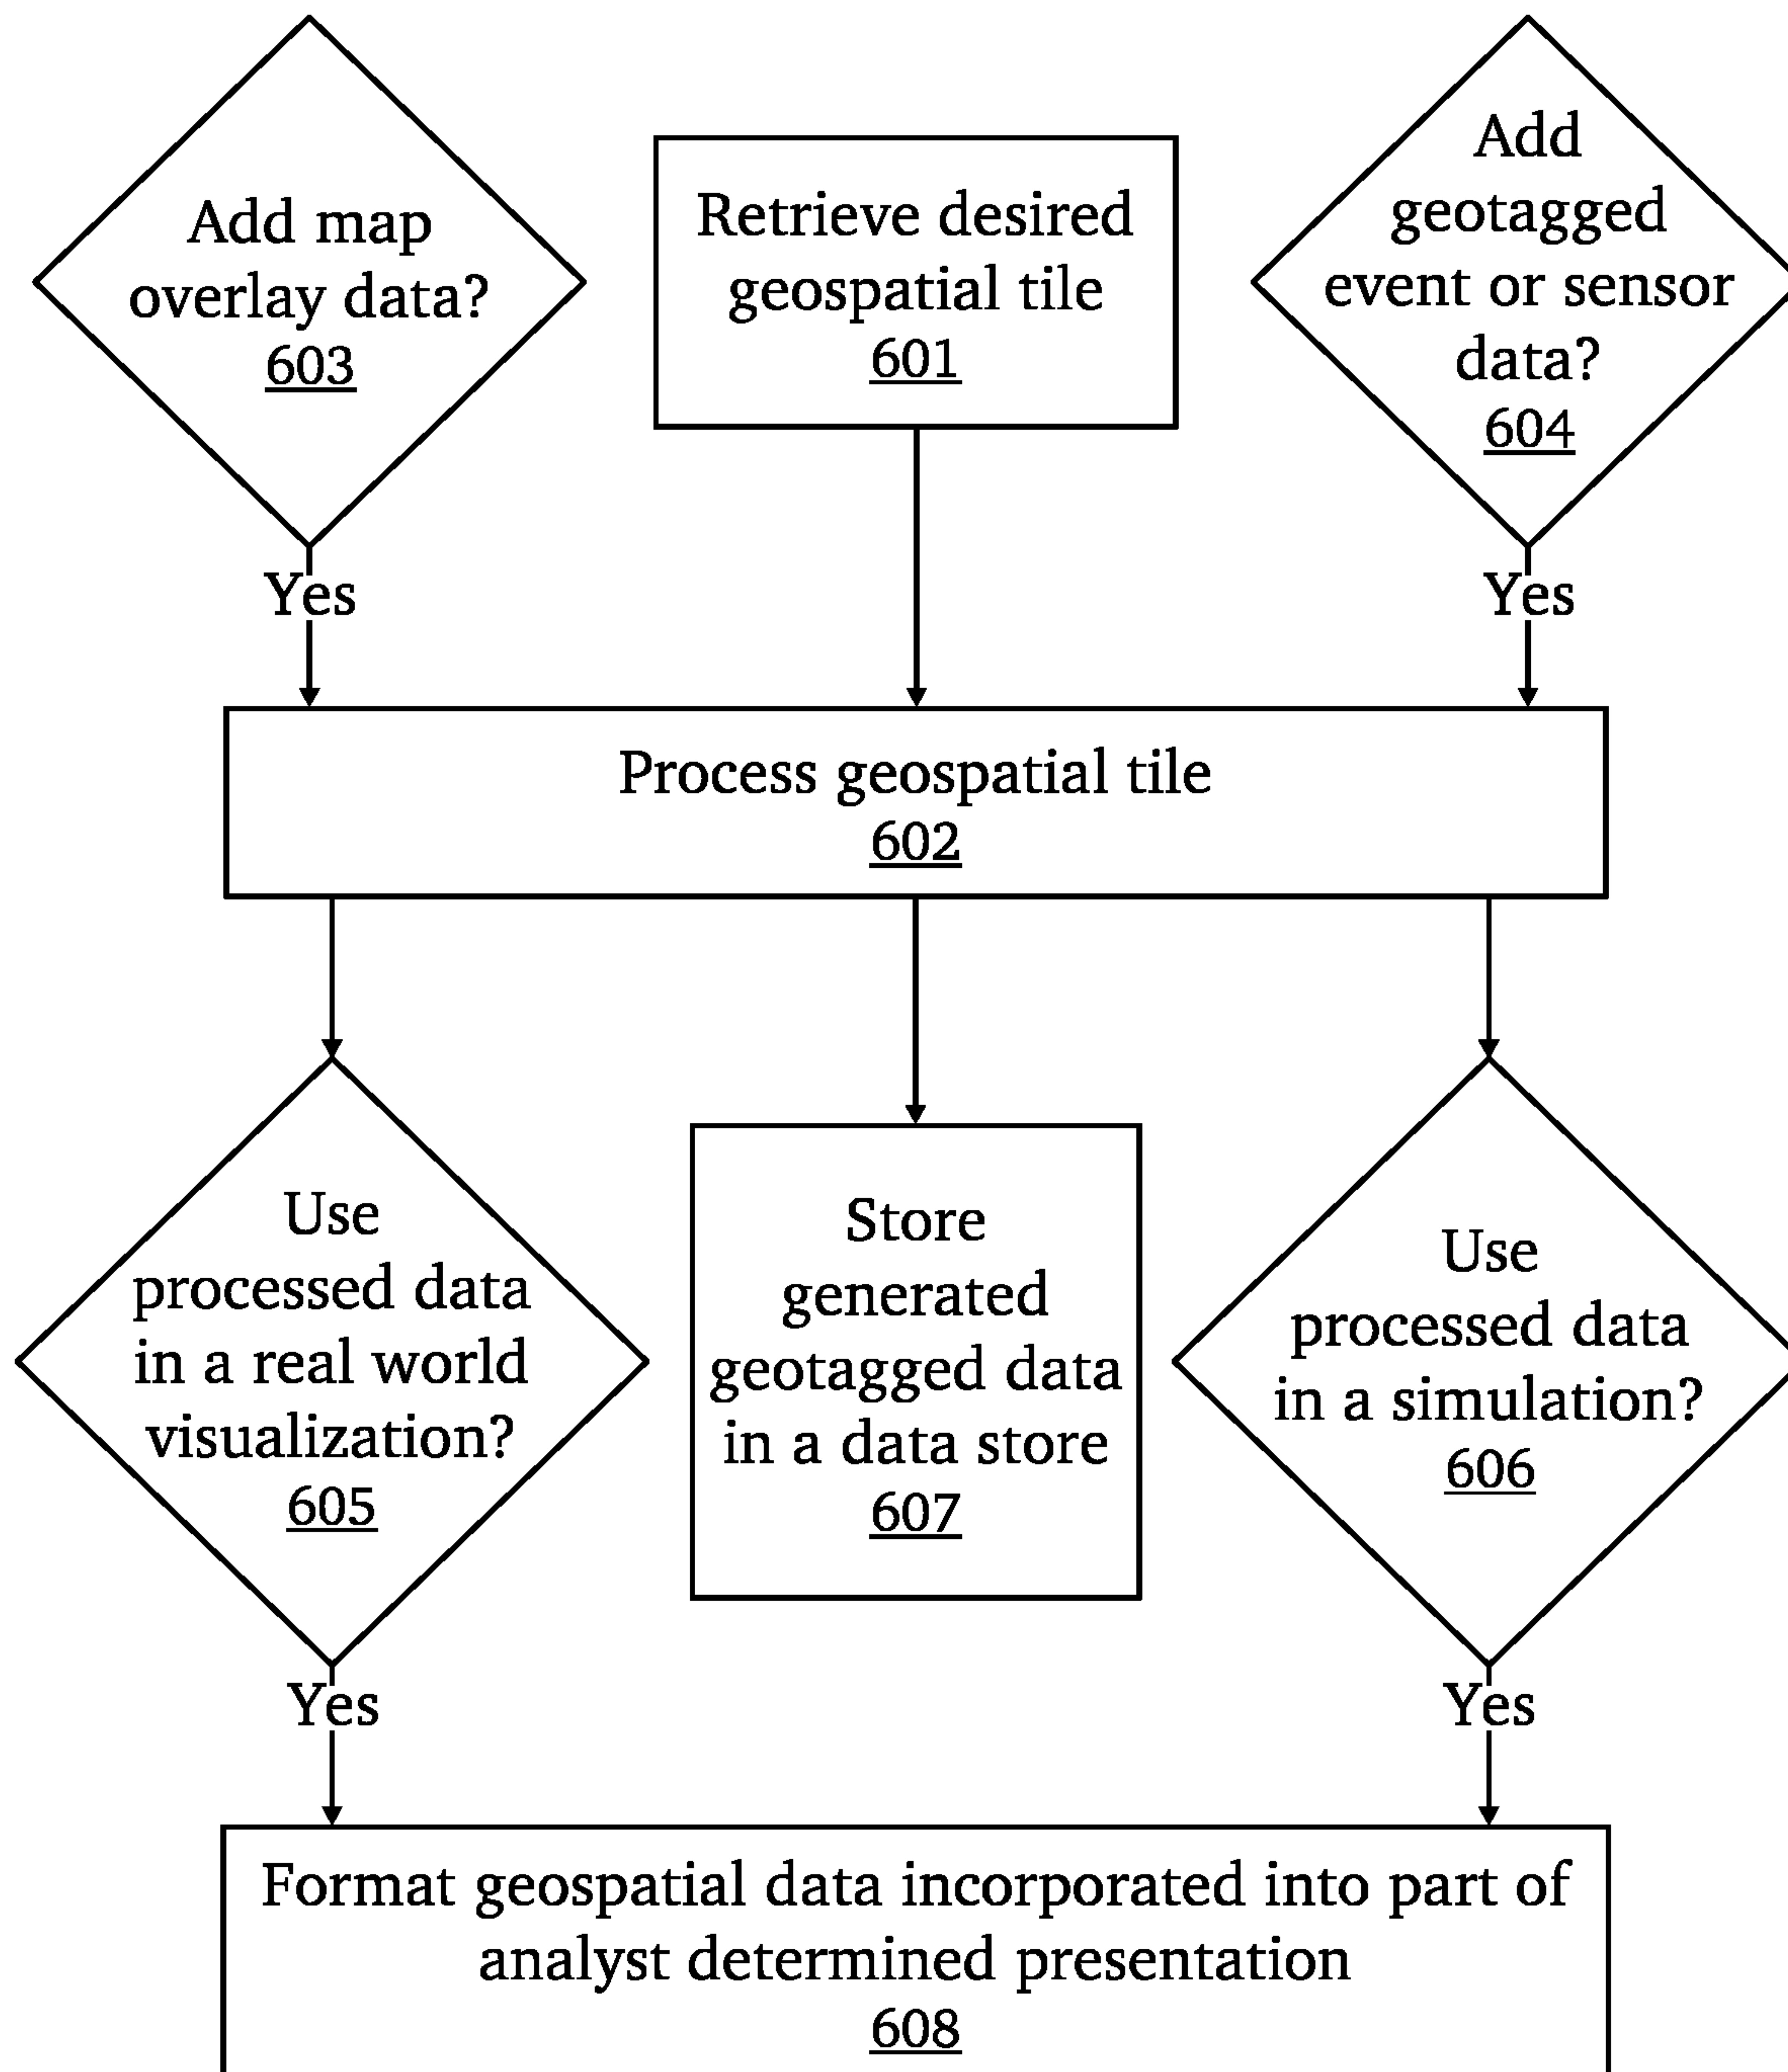 Add map
overlay data?
603
Retrieve desired
geospatial tile
601
Add
geotagged
event or sensor
data?
604
Yes
Yes
Process geospatial tile
602
Use
processed data
in a real world
visualization?
605
Store
generated
geotagged data
in a data store
607
Use
processed data
in a simulation?
606
Yes
Yes
Format geospatial data incorporated into part of
analyst determined presentation
608